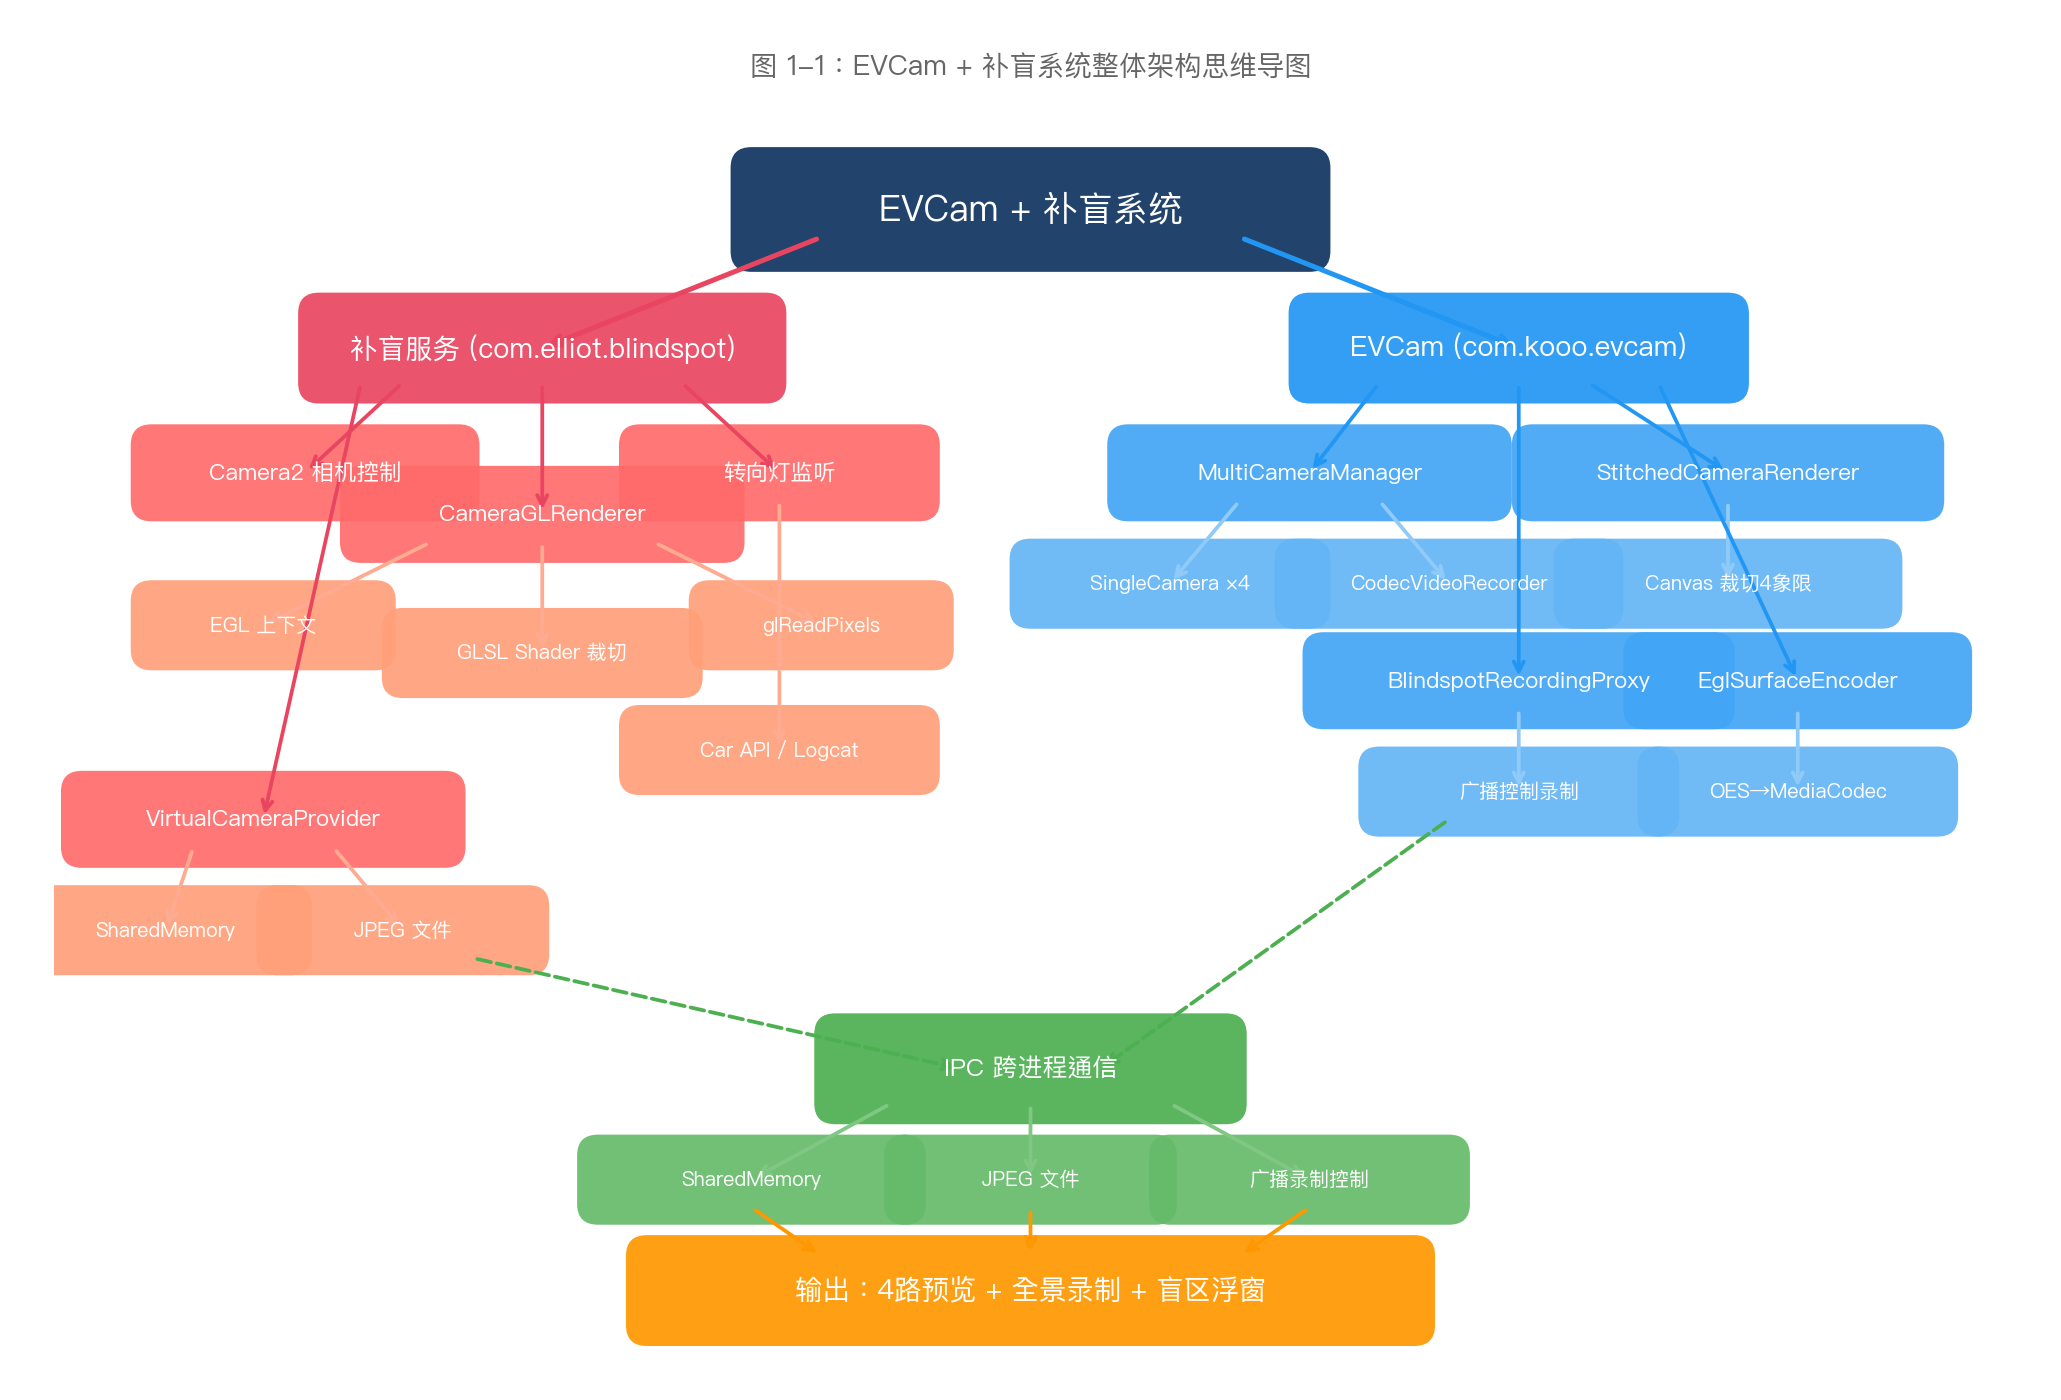 图 1–1：EVCam + 补盲系统整体架构思维导图
EVCam + 补盲系统
补盲服务 (com.elliot.blindspot)
EVCam (com.kooo.evcam)
Camera2 相机控制
转向灯监听
MultiCameraManager
StitchedCameraRenderer
CameraGLRenderer
SingleCamera ×4
CodecVideoRecorder
Canvas 裁切4象限
EGL 上下文
glReadPixels
GLSL Shader 裁切
BlindspotRecordingProxy
EglSurfaceEncoder
Car API / Logcat
广播控制录制
OES→MediaCodec
VirtualCameraProvider
SharedMemory
JPEG 文件
IPC 跨进程通信
SharedMemory
JPEG 文件
广播录制控制
输出：4路预览 + 全景录制 + 盲区浮窗